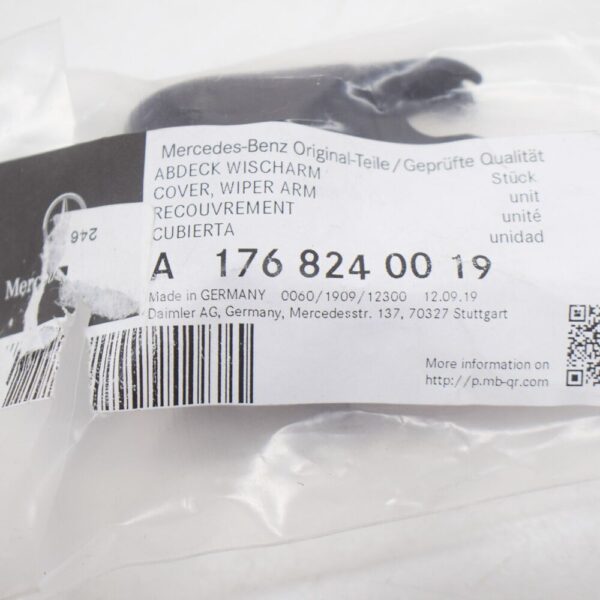 Mercedes-Benz Original-Teile/Geprüfte Qualität
ABDECK WISCHARM Stück
COVER, WIPER ARM unit
RECOUVREMENT unité
CUBIERTA unidad
A 176 824 00 19
Made in GERMANY 0060/1909/12300 12.09.19
Daimler AG, Germany, Mercedesstr. 137, 70327 Stuttgart
More information on
http://p.mb-qr.com
246